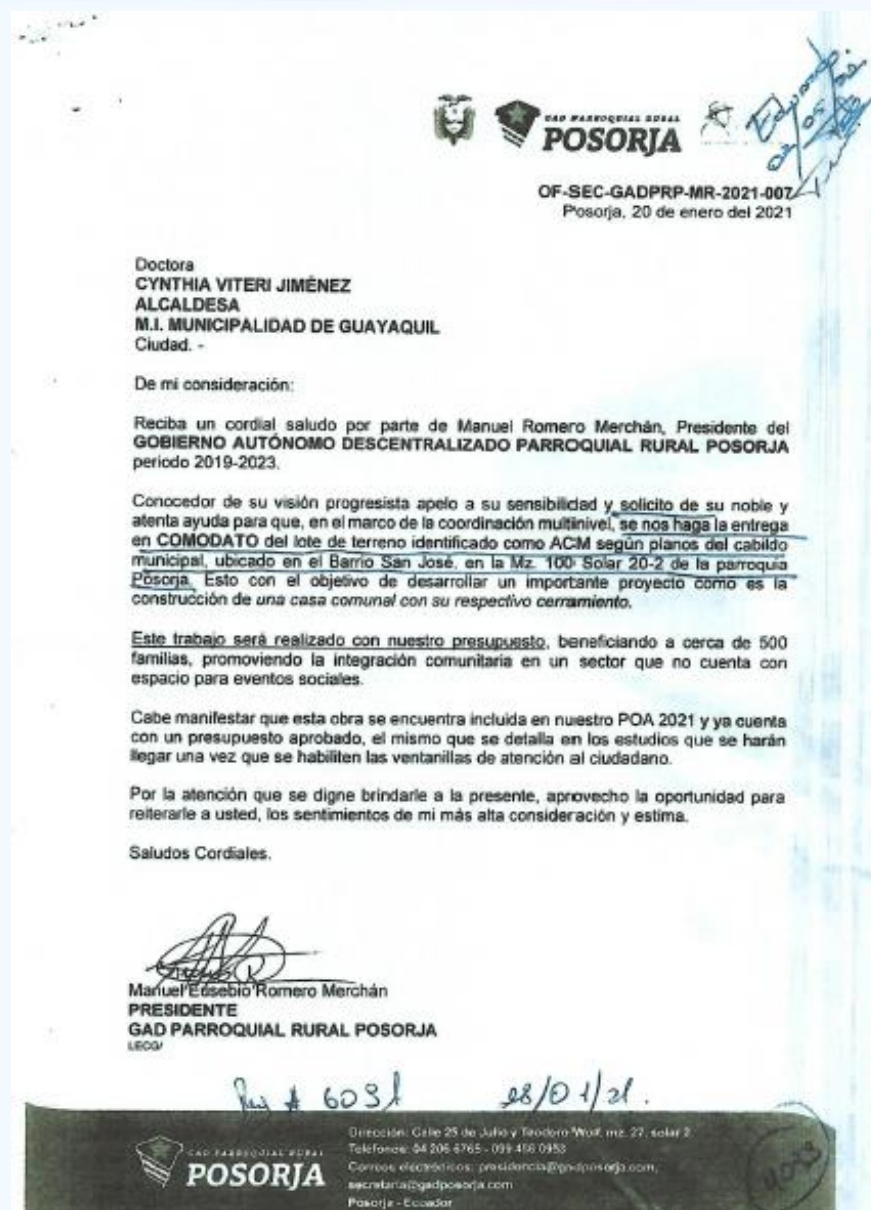 GAD PARROQUIAL RURAL
POSORJA
OF-SEC-GADPRP-MR-2021-007
Posorja, 20 de enero del 2021
Doctora
CYNTHIA VITERI JIMÉNEZ
ALCALDESA
M.I. MUNICIPALIDAD DE GUAYAQUIL
Ciudad. -
De mi consideración:
Reciba un cordial saludo por parte de Manuel Romero Merchán, Presidente del
GOBIERNO AUTÓNOMO DESCENTRALIZADO PARROQUIAL RURAL POSORJA
periodo 2019-2023.
Conocedor de su visión progresista apelo a su sensibilidad y solicito de su noble y
atenta ayuda para que, en el marco de la coordinación multinivel, se nos haga la entrega
en COMODATO del lote de terreno identificado como ACM según planos del cabildo
municipal, ubicado en el Barrio San José, en la Mz. 100 Solar 20-2 de la parroquia
Posorja. Esto con el objetivo de desarrollar un importante proyecto como es la
construcción de una casa comunal con su respectivo cerramiento.
Este trabajo será realizado con nuestro presupuesto, beneficiando a cerca de 500
familias, promoviendo la integración comunitaria en un sector que no cuenta con
espacio para eventos sociales.
Cabe manifestar que esta obra se encuentra incluida en nuestro POA 2021 y ya cuenta
con un presupuesto aprobado, el mismo que se detalla en los estudios que se harán
llegar una vez que se habiliten las ventanillas de atención al ciudadano.
Por la atención que se digne brindarle a la presente, aprovecho la oportunidad para
reiterarle a usted, los sentimientos de mi más alta consideración y estima.
Saludos Cordiales.
Manuel Eusebio Romero Merchán
PRESIDENTE
GAD PARROQUIAL RURAL POSORJA
LECG/
# 6091 28/01/21.
GAD PARROQUIAL RURAL
POSORJA
Dirección: Calle 25 de Julio y Teodoro Wolf, mz. 27, solar 2
Teléfonos: 04 206 6765 - 099 456 0953
Correos electrónicos: presidencia@gadposorja.com,
secretaria@gadposorja.com
Posorja - Ecuador